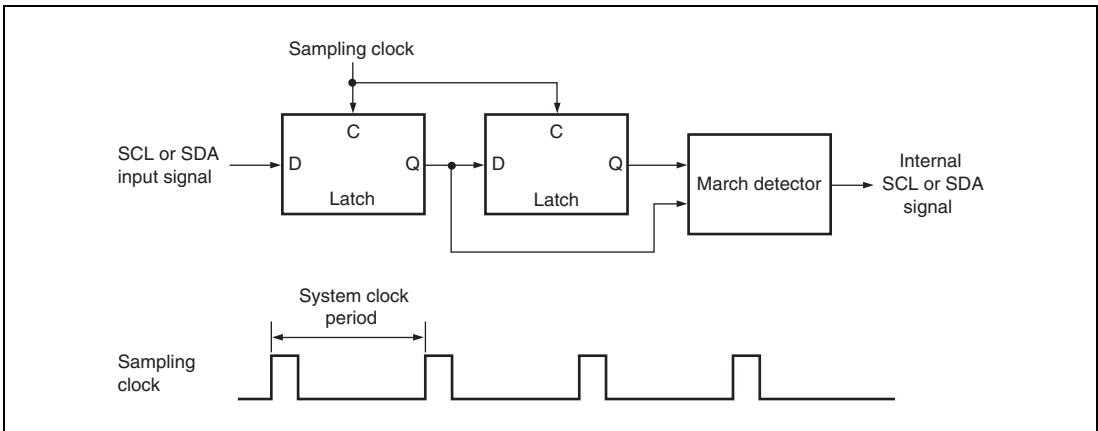 Sampling clock
SCL or SDA
input signal
C
D
Q
Latch
C
D
Q
Latch
March detector
Internal
SCL or SDA
signal
System clock
period
Sampling
clock